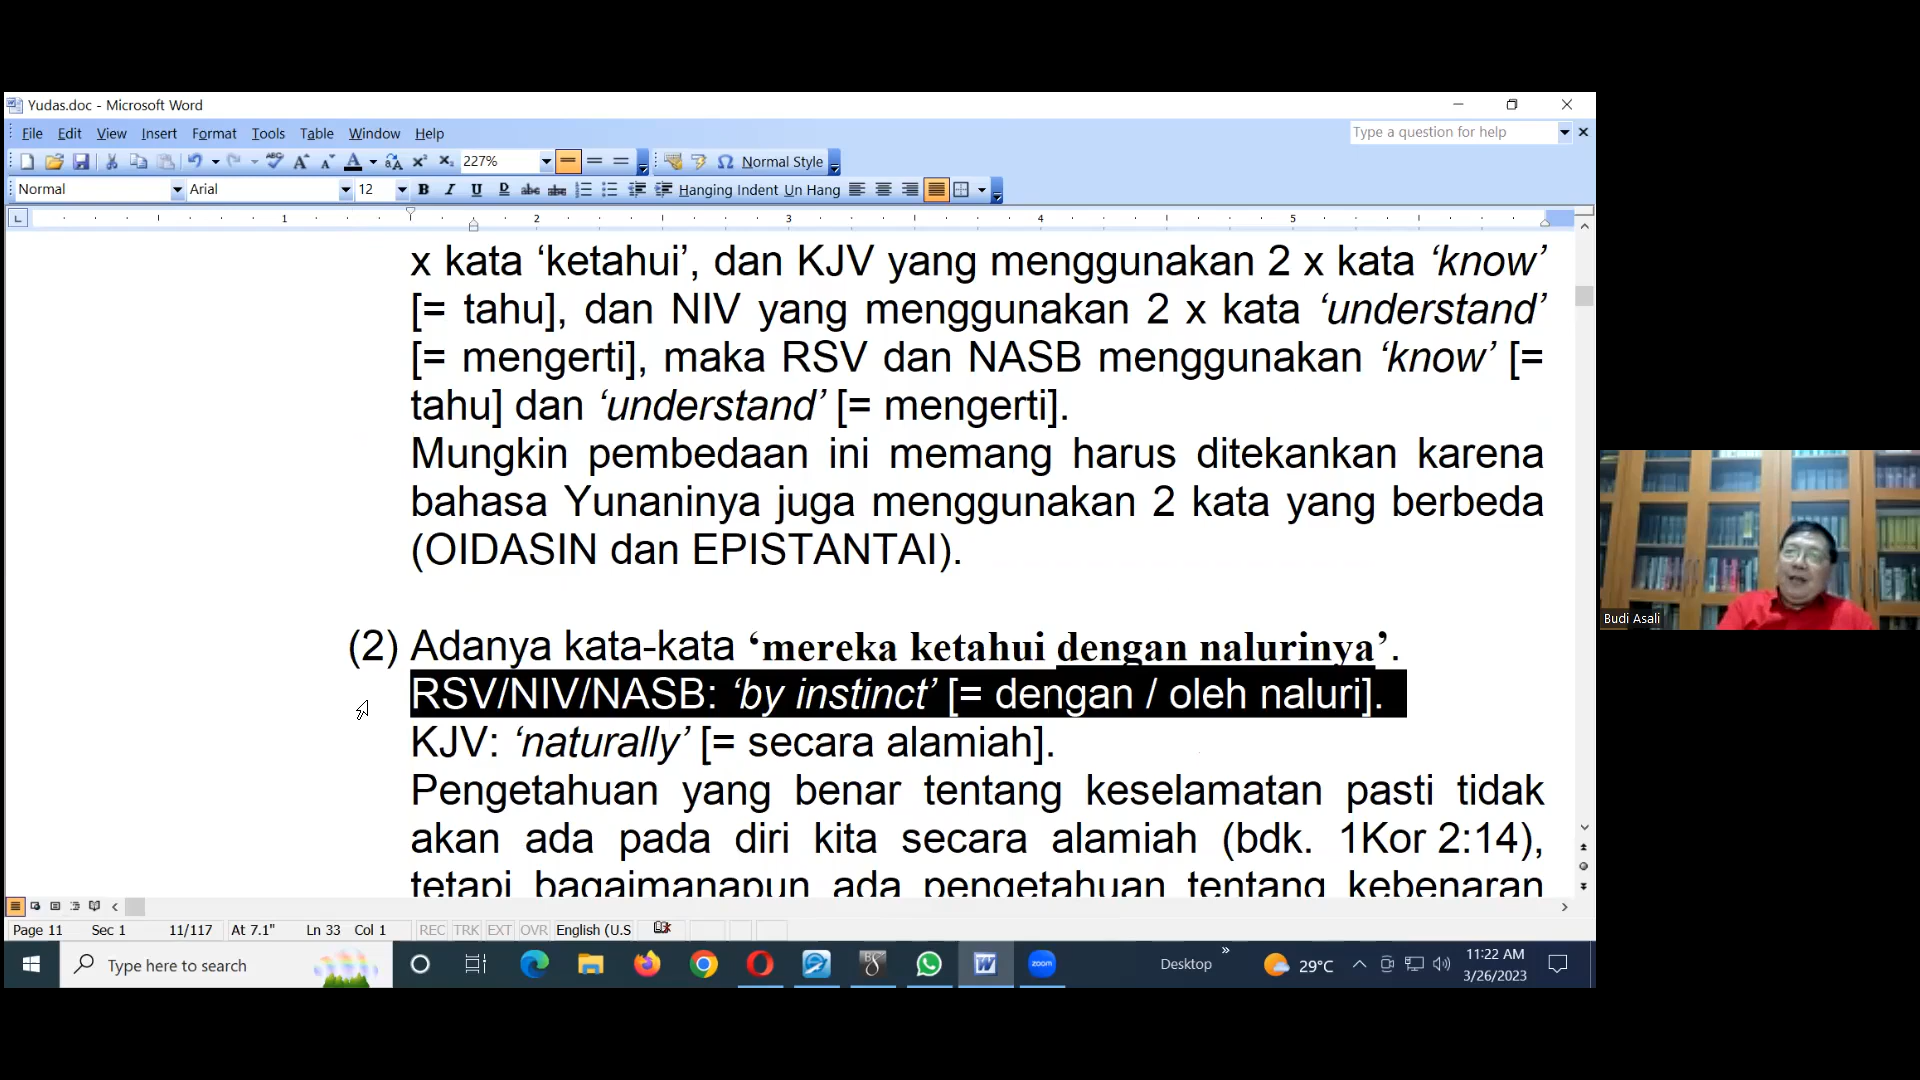 Yudas.doc - Microsoft Word
File Edit View Insert Format Tools Table Window Help
Type a question for help
227%
Normal Style
Normal
Arial
12
Hanging Indent Un Hang
1 2 3 4 5
x kata ‘ketahui’, dan KJV yang menggunakan 2 x kata ‘know’
[= tahu], dan NIV yang menggunakan 2 x kata ‘understand’
[= mengerti], maka RSV dan NASB menggunakan ‘know’ [=
tahu] dan ‘understand’ [= mengerti].
Mungkin pembedaan ini memang harus ditekankan karena
bahasa Yunaninya juga menggunakan 2 kata yang berbeda
(OIDASIN dan EPISTANTAI).
(2) Adanya kata-kata ‘mereka ketahui dengan nalurinya’.
RSV/NIV/NASB: ‘by instinct’ [= dengan / oleh naluri].
KJV: ‘naturally’ [= secara alamiah].
Pengetahuan yang benar tentang keselamatan pasti tidak
akan ada pada diri kita secara alamiah (bdk. 1Kor 2:14),
tetapi bagaimanapun ada pengetahuan tentang kebenaran
Budi Asali
Page 11 Sec 1 11/117 At 7.1" Ln 33 Col 1 REC TRK EXT OVR English (U.S
Type here to search
zoom
Desktop
29°C
11:22 AM
3/26/2023